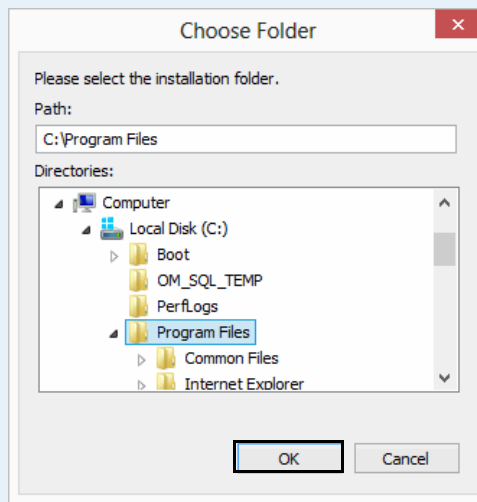 Choose Folder
Please select the installation folder.
Path:
C:\Program Files
Directories:
Computer
Local Disk (C:)
Boot
OM_SQL_TEMP
PerfLogs
Program Files
Common Files
Internet Explorer
OK Cancel